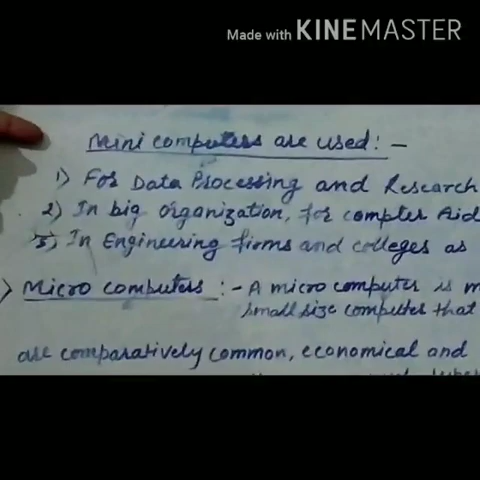 Made with KINEMASTER
Mini computers are used : -
1) For Data Processing and Research
2) In big organization, for compter Aid
3) In Engineering firms and colleges as
) Micro computers : - A micro computer is m
small size computer that
are comparatively common, economical and